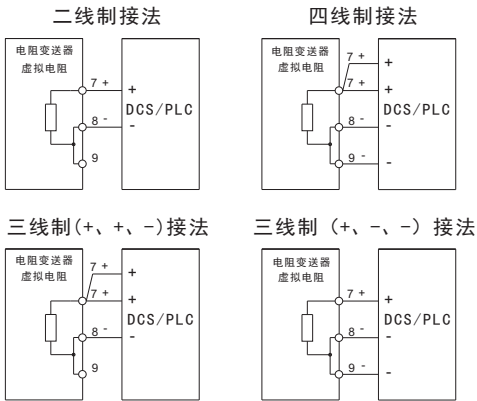 二线制接法
电阻变送器
虚拟电阻
7 +
+
DCS/PLC
8 -
-
9
四线制接法
电阻变送器
虚拟电阻
7 +
+
7 +
+
DCS/PLC
8 -
-
9 -
-
三线制(+、+、-)接法
电阻变送器
虚拟电阻
7 +
+
7 +
+
DCS/PLC
8 -
-
9
三线制（+、-、-）接法
电阻变送器
虚拟电阻
7 +
+
DCS/PLC
8 -
-
9 -
-